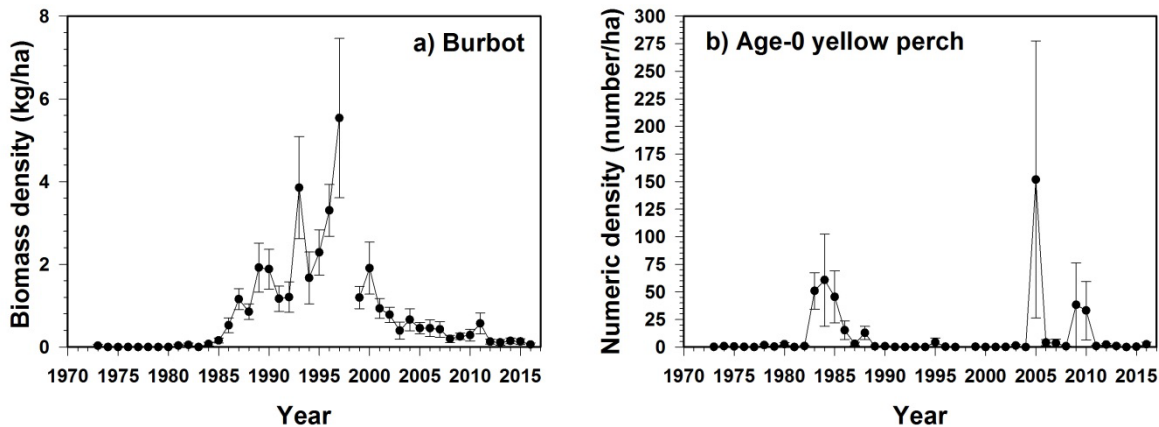 a) Burbot
Biomass density (kg/ha)
8
6
4
2
0
1970 1975 1980 1985 1990 1995 2000 2005 2010 2015
Year
b) Age-0 yellow perch
Numeric density (number/ha)
300
275
250
225
200
175
150
125
100
75
50
25
0
1970 1975 1980 1985 1990 1995 2000 2005 2010 2015
Year